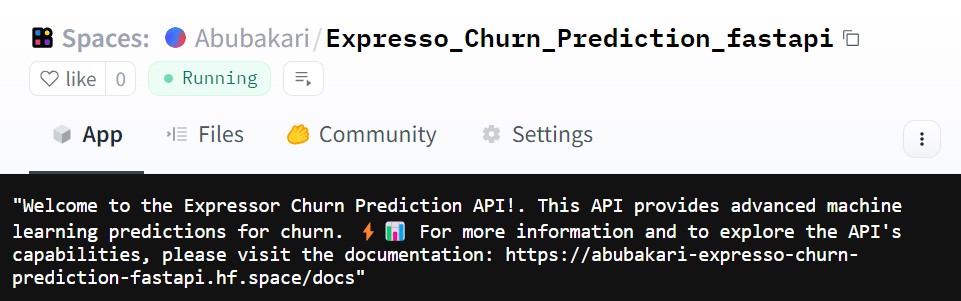 Spaces: Abubakari/Expresso_Churn_Prediction_fastapi
like 0 Running
App Files Community Settings
"Welcome to the Expressor Churn Prediction API!. This API provides advanced machine
learning predictions for churn. ⚡📊 For more information and to explore the API's
capabilities, please visit the documentation: https://abubakari-expresso-churn-
prediction-fastapi.hf.space/docs"